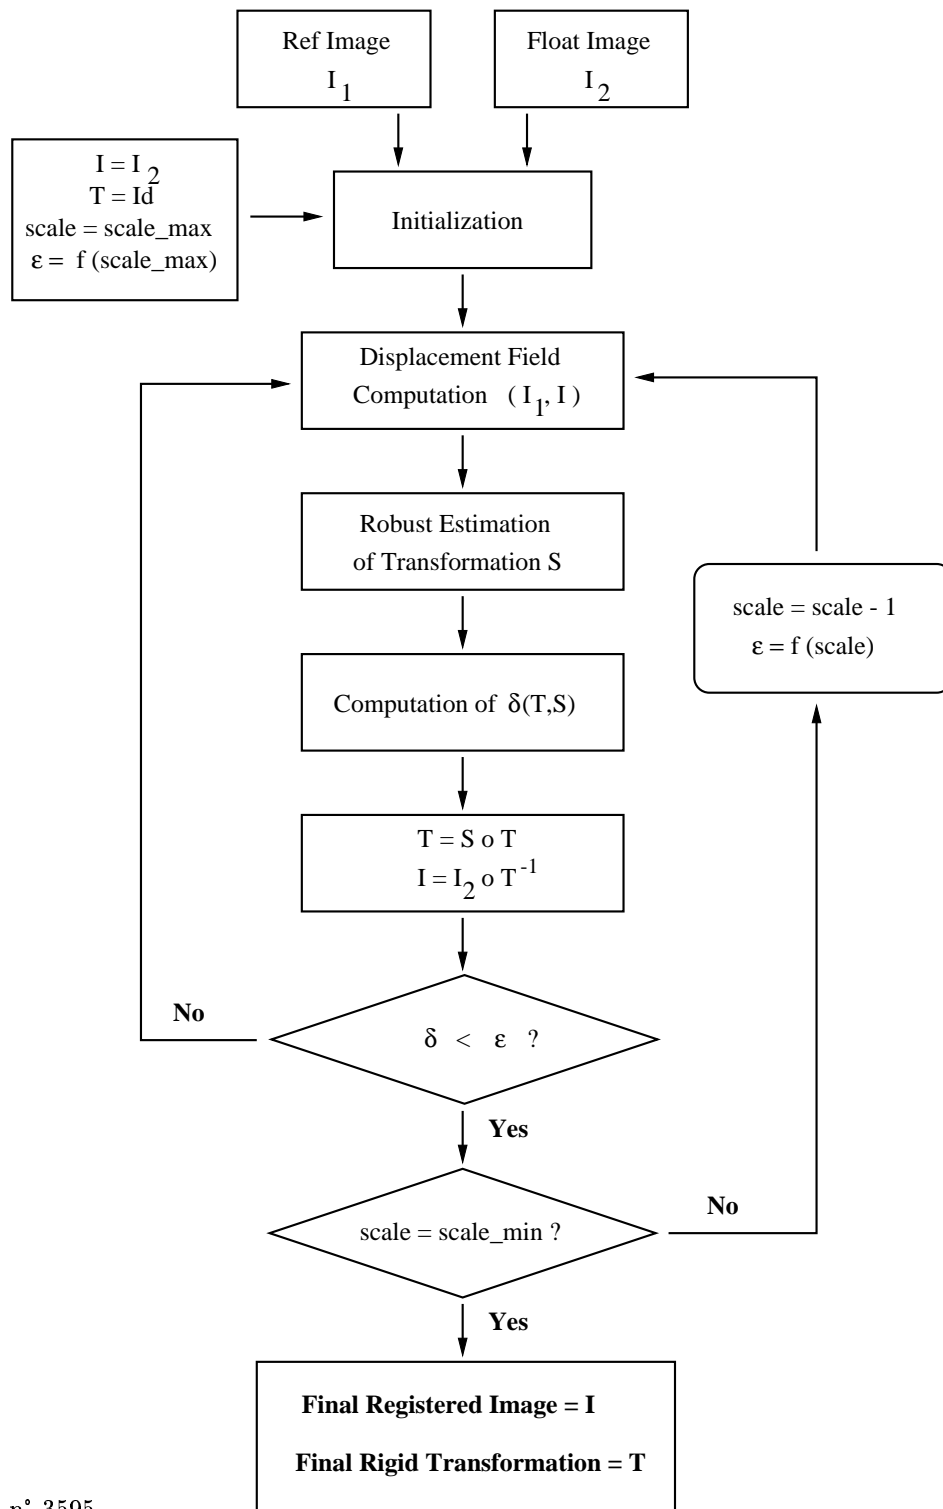 Ref Image
I1
Float Image
I2
I = I2
T = Id
scale = scale_max
ε = f (scale_max)
Initialization
Displacement Field
Computation ( I1, I )
Robust Estimation
of Transformation S
scale = scale - 1
ε = f (scale)
Computation of δ(T,S)
T = S o T
I = I2 o T-1
No
δ < ε ?
Yes
No
scale = scale_min ?
Yes
Final Registered Image = I
Final Rigid Transformation = T
n° 3595